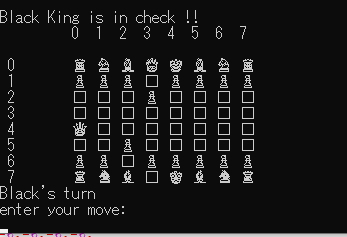 Black King is in check !!
0 1 2 3 4 5 6 7
0 ♖ ♘ ♗ ♕ ♔ ♗ ♘ ♖
1 ♙ ♙ ♙ □ ♙ ♙ ♙ ♙
2 □ □ □ ♙ □ □ □ □
3 □ □ □ □ □ □ □ □
4 ♛ □ □ □ □ □ □ □
5 □ □ ♟ □ □ □ □ □
6 ♟ ♟ □ ♟ ♟ ♟ ♟ ♟
7 ♜ ♞ ♝ □ ♚ ♝ ♞ ♜
Black's turn
enter your move: